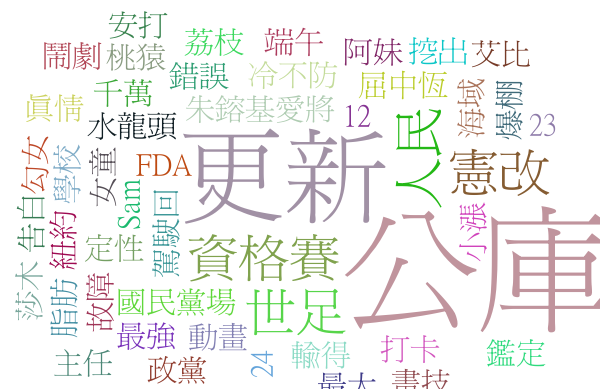 安打
荔枝
端午
鬧劇
桃猿
阿妹
挖出
艾比
錯誤
冷不防
屈中恆
千萬
眞情
朱鎔基愛將
海域
爆棚
水龍頭
12
23
更新
人民
憲改
勾女
學校
女童
FDA
Sam
公庫
小漲
告白
紐約
定性
駕駛回
資格賽
莎木
脂肪
故障
國民黨場
世足
最強
動畫
24
輸得
打卡
鑑定
主任
政黨
最大
畫技